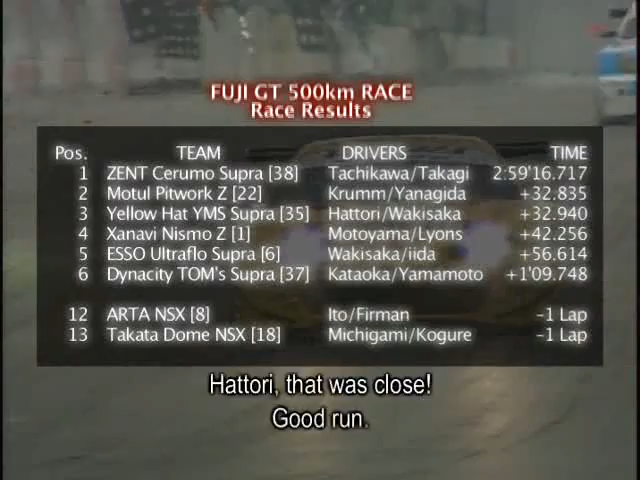 FUJI GT 500km RACE
Race Results
Pos. TEAM DRIVERS TIME
1 ZENT Cerumo Supra [38] Tachikawa/Takagi 2:59'16.717
2 Motul Pitwork Z [22] Krumm/Yanagida +32.835
3 Yellow Hat YMS Supra [35] Hattori/Wakisaka +32.940
4 Xanavi Nismo Z [1] Motoyama/Lyons +42.256
5 ESSO Ultraflo Supra [6] Wakisaka/iida +56.614
6 Dynacity TOM's Supra [37] Kataoka/Yamamoto +1'09.748
12 ARTA NSX [8] Ito/Firman -1 Lap
13 Takata Dome NSX [18] Michigami/Kogure -1 Lap
Hattori, that was close!
Good run.